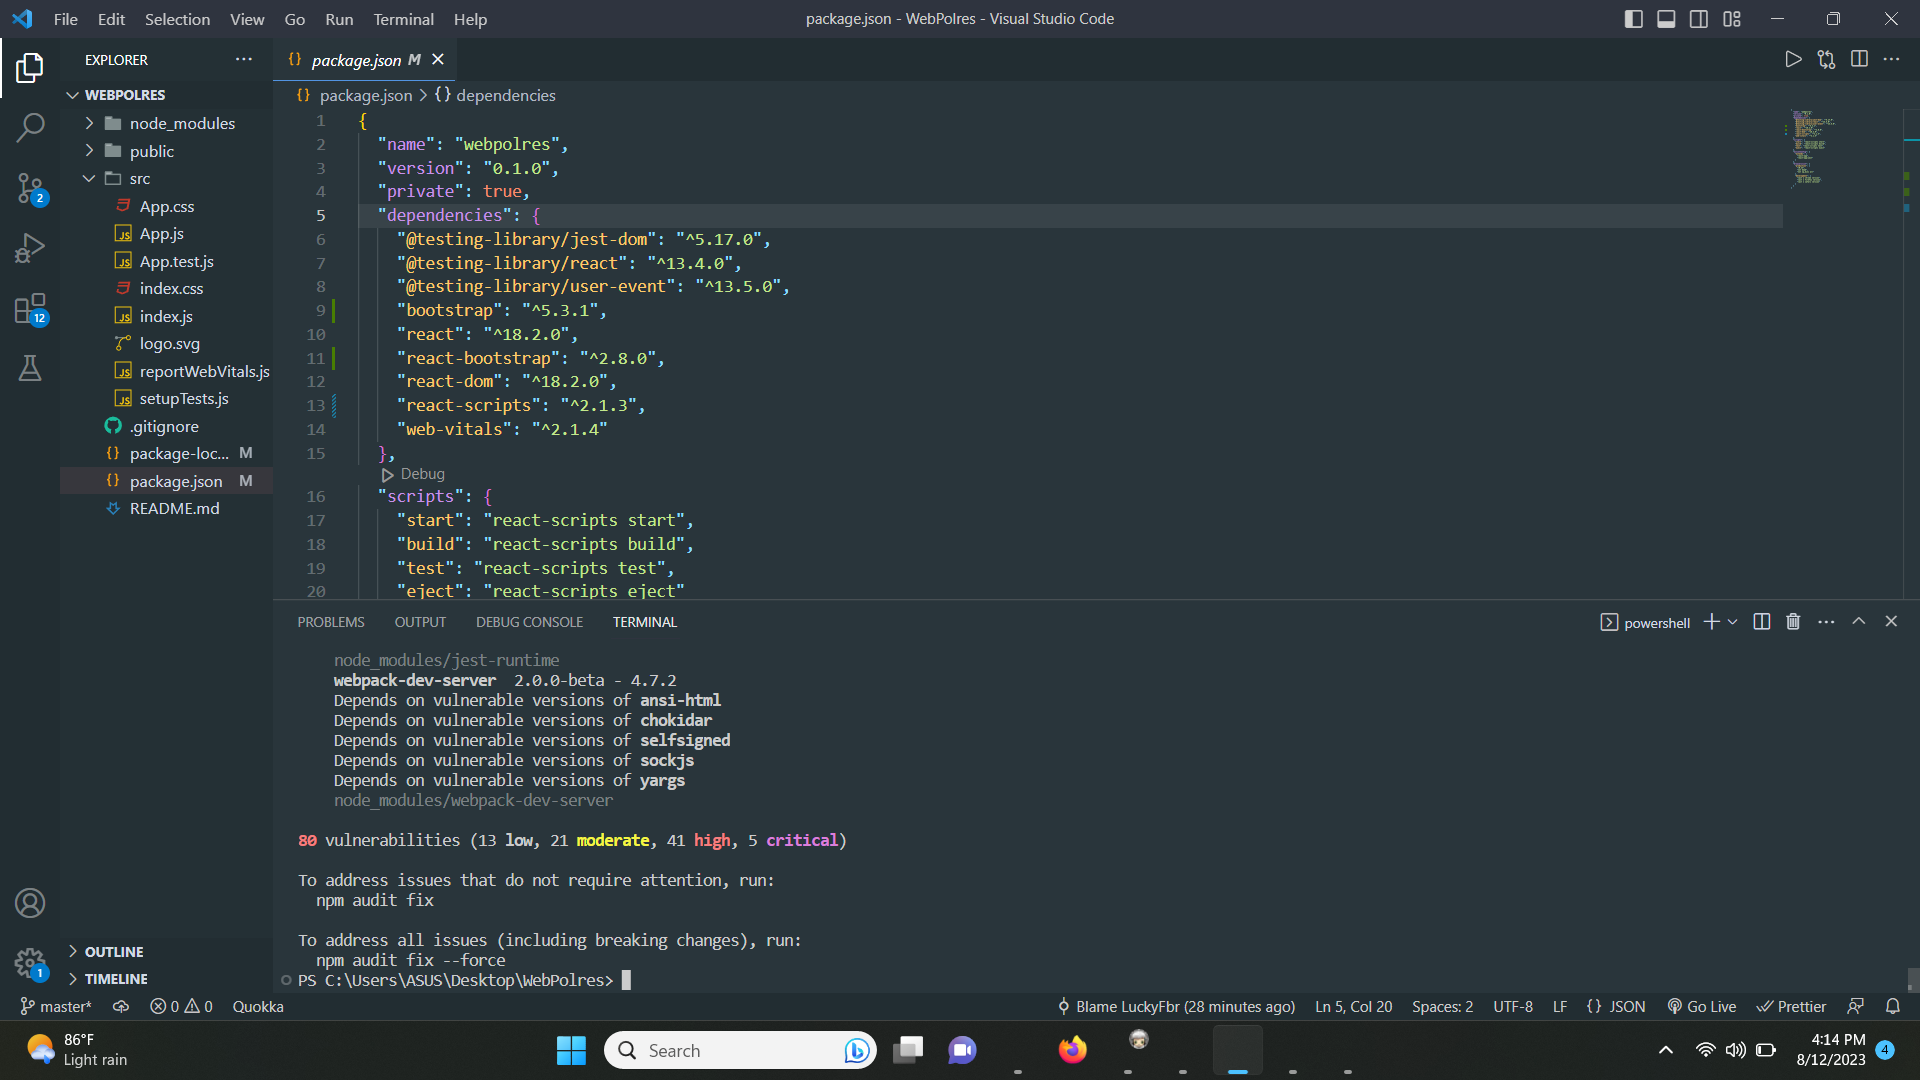 File Edit Selection View Go Run Terminal Help
package.json - WebPolres - Visual Studio Code
EXPLORER
WEBPOLRES
node_modules
public
src
App.css
App.js
App.test.js
index.css
index.js
logo.svg
reportWebVitals.js
setupTests.js
.gitignore
package-loc... M
package.json M
README.md
OUTLINE
TIMELINE
2
12
1
package.json M
package.json > {} dependencies
1 {
2 "name": "webpolres",
3 "version": "0.1.0",
4 "private": true,
5 "dependencies": {
6 "@testing-library/jest-dom": "^5.17.0",
7 "@testing-library/react": "^13.4.0",
8 "@testing-library/user-event": "^13.5.0",
9 "bootstrap": "^5.3.1",
10 "react": "^18.2.0",
11 "react-bootstrap": "^2.8.0",
12 "react-dom": "^18.2.0",
13 "react-scripts": "^2.1.3",
14 "web-vitals": "^2.1.4"
15 },
Debug
16 "scripts": {
17 "start": "react-scripts start",
18 "build": "react-scripts build",
19 "test": "react-scripts test",
20 "eject": "react-scripts eject"
PROBLEMS OUTPUT DEBUG CONSOLE TERMINAL
powershell
node_modules/jest-runtime
webpack-dev-server 2.0.0-beta - 4.7.2
Depends on vulnerable versions of ansi-html
Depends on vulnerable versions of chokidar
Depends on vulnerable versions of selfsigned
Depends on vulnerable versions of sockjs
Depends on vulnerable versions of yargs
node_modules/webpack-dev-server
80 vulnerabilities (13 low, 21 moderate, 41 high, 5 critical)
To address issues that do not require attention, run:
npm audit fix
To address all issues (including breaking changes), run:
npm audit fix --force
PS C:\Users\ASUS\Desktop\WebPolres>
master* 0 0 Quokka
Blame LuckyFbr (28 minutes ago) Ln 5, Col 20 Spaces: 2 UTF-8 LF {} JSON Go Live Prettier
86°F
Light rain
Search
4:14 PM
8/12/2023
4